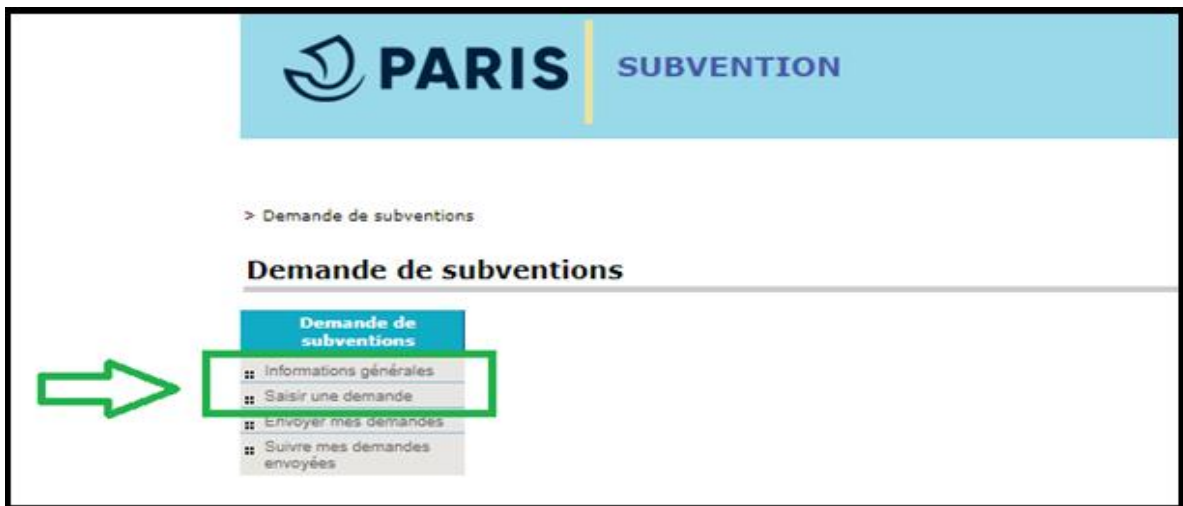 PARIS
SUBVENTION
> Demande de subventions
Demande de subventions
Demande de
subventions
Informations générales
Saisir une demande
Envoyer mes demandes
Suivre mes demandes
envoyées